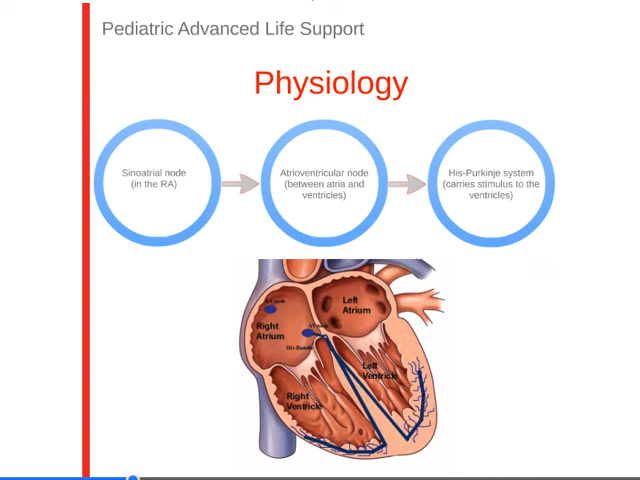 Pediatric Advanced Life Support
Physiology
Sinoatrial node
(in the RA)
Atrioventricular node
(between atria and
ventricles)
His-Purkinje system
(carries stimulus to the
ventricles)
SA node
Left
Atrium
Right
Atrium
AV node
His Bundle
Left
Ventricle
Right
Ventricle